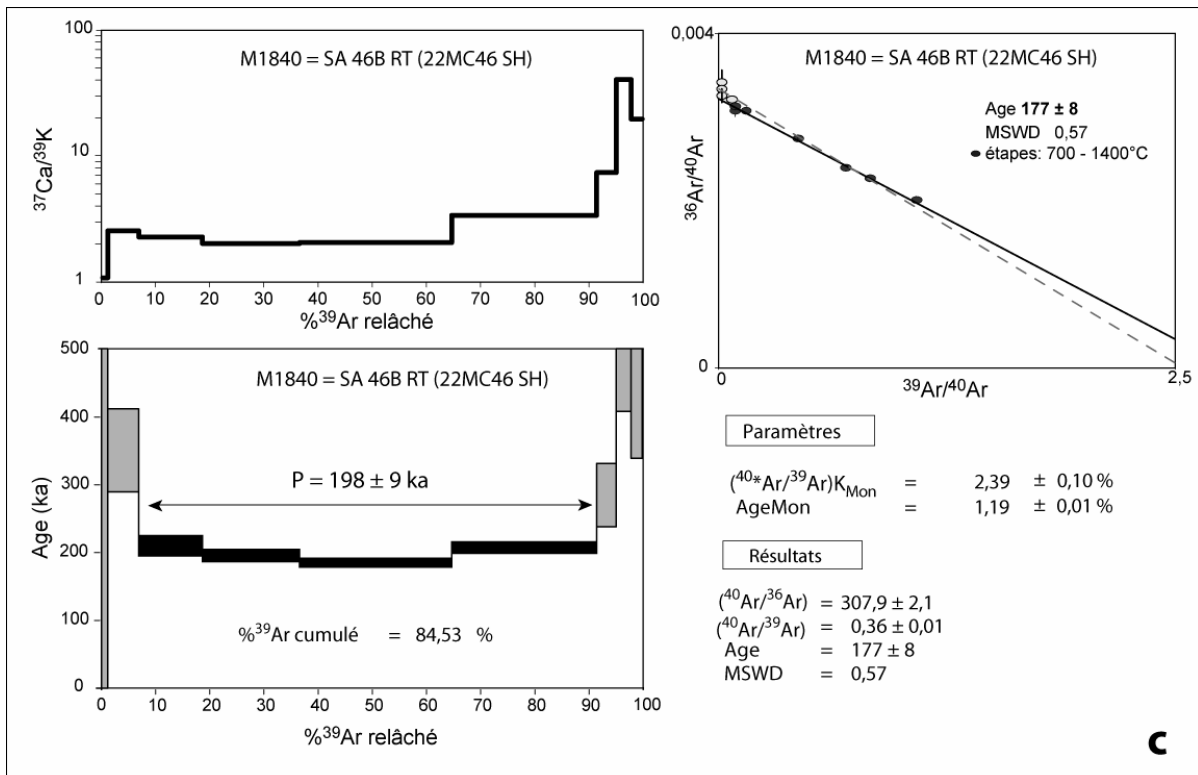 M1840 = SA 46B RT (22MC46 SH)
100
10
1
³⁷Ca/³⁹K
0 10 20 30 40 50 60 70 80 90 100
%³⁹Ar relâché
M1840 = SA 46B RT (22MC46 SH)
500
400
300
200
100
0
Age (ka)
P = 198 ± 9 ka
%³⁹Ar cumulé = 84,53 %
0 10 20 30 40 50 60 70 80 90 100
%³⁹Ar relâché
0,004
M1840 = SA 46B RT (22MC46 SH)
Age 177 ± 8
MSWD 0,57
étapes: 700 - 1400°C
³⁶Ar/⁴⁰Ar
0
0 2,5
³⁹Ar/⁴⁰Ar
Paramètres
(⁴⁰*Ar/³⁹Ar)K_Mon = 2,39 ± 0,10 %
AgeMon = 1,19 ± 0,01 %
Résultats
(⁴⁰Ar/³⁶Ar) = 307,9 ± 2,1
(⁴⁰Ar/³⁹Ar) = 0,36 ± 0,01
Age = 177 ± 8
MSWD = 0,57
c